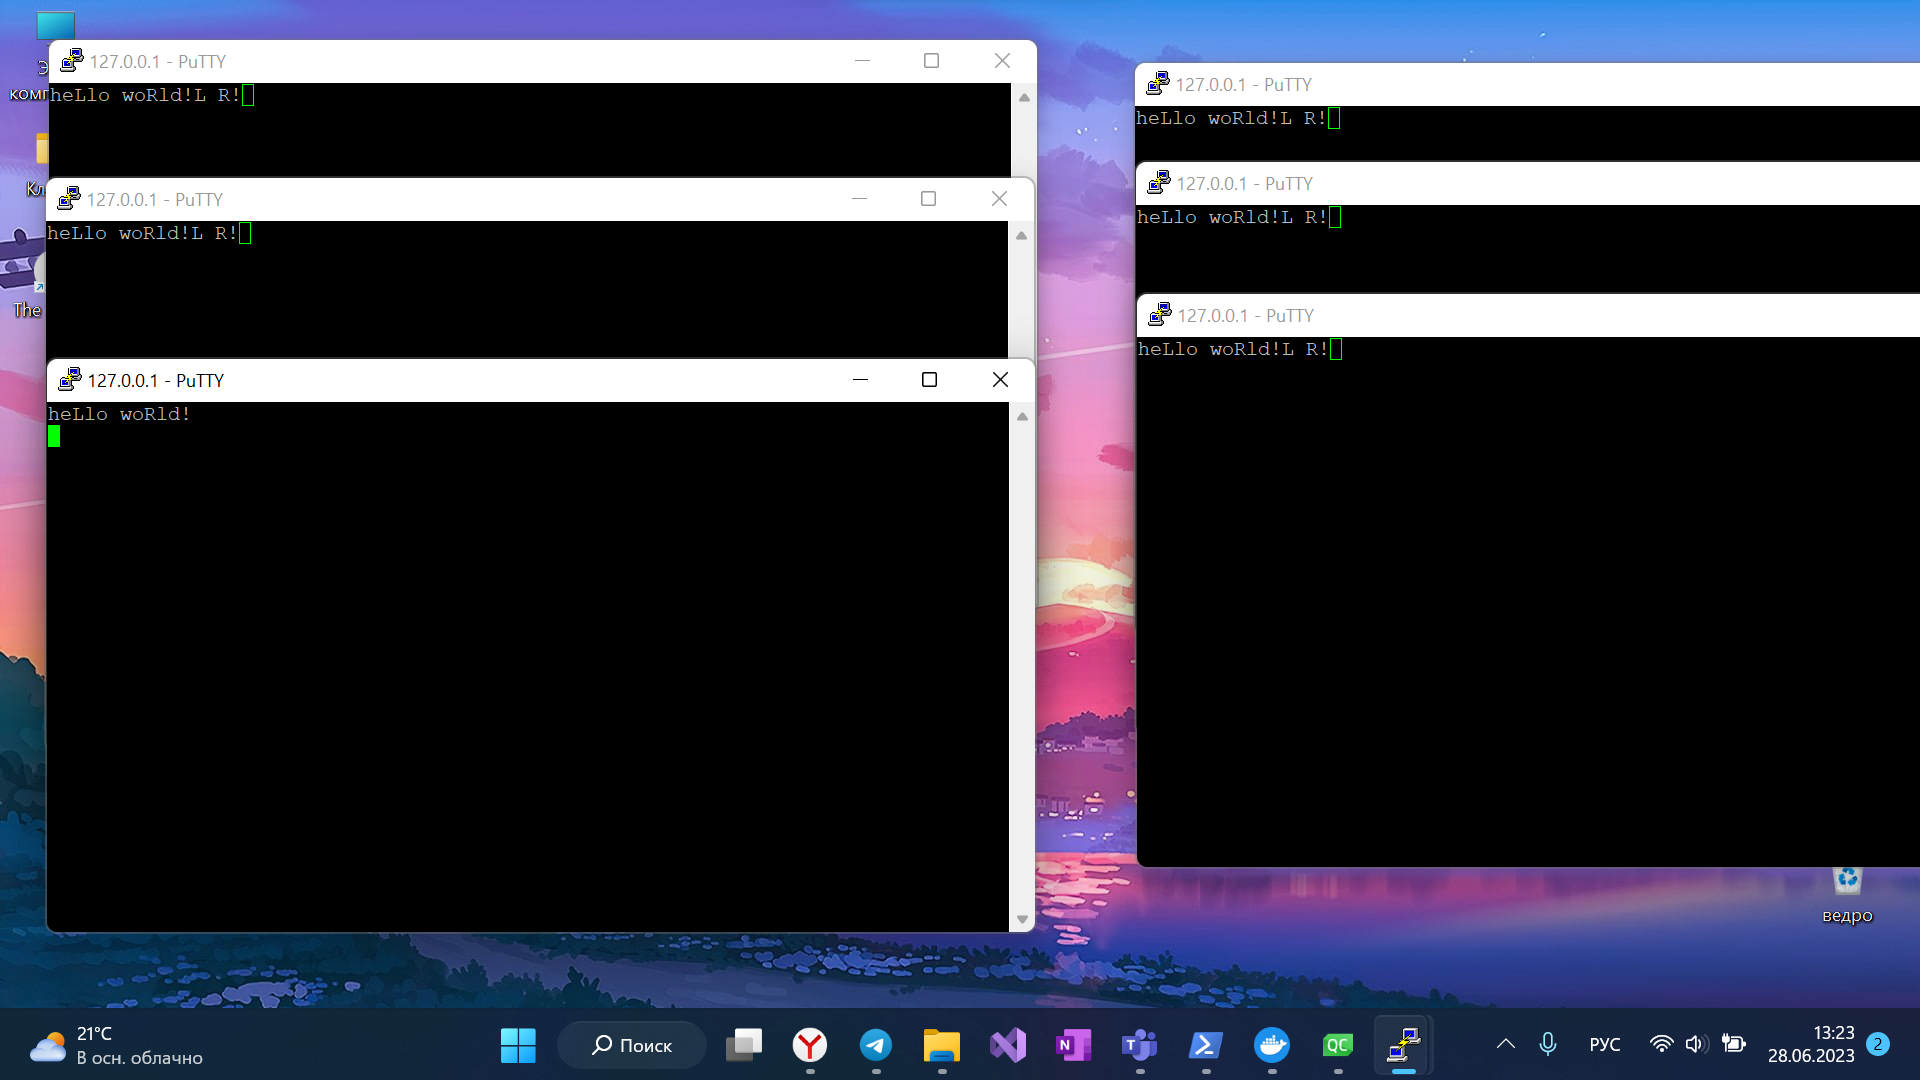 127.0.0.1 - PuTTY
heLlo woRld!L R!
127.0.0.1 - PuTTY
heLlo woRld!L R!
127.0.0.1 - PuTTY
heLlo woRld!
127.0.0.1 - PuTTY
heLlo woRld!L R!
127.0.0.1 - PuTTY
heLlo woRld!L R!
127.0.0.1 - PuTTY
heLlo woRld!L R!
The
ведро
21°C
В осн. облачно
Поиск
N
T
QC
РУС
13:23
28.06.2023
2